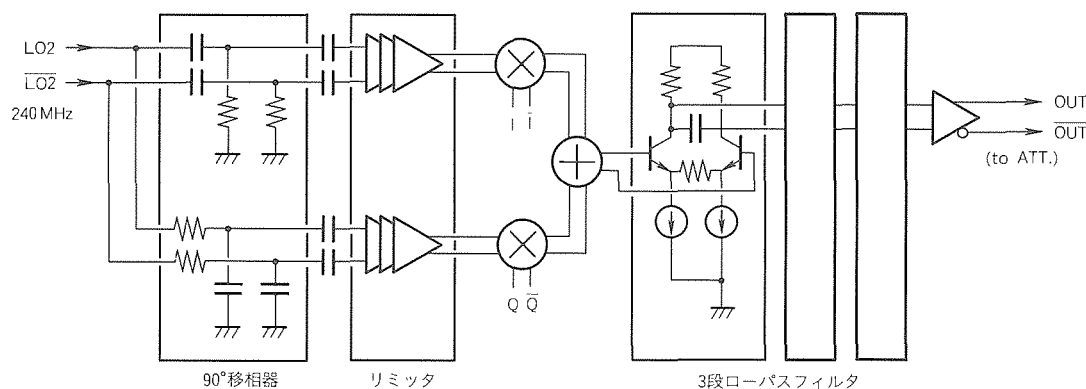 LO2
LO2
240 MHz
I I
Q Q
OUT
OUT
(to ATT.)
90°移相器
リミッタ
3段ローパスフィルタ